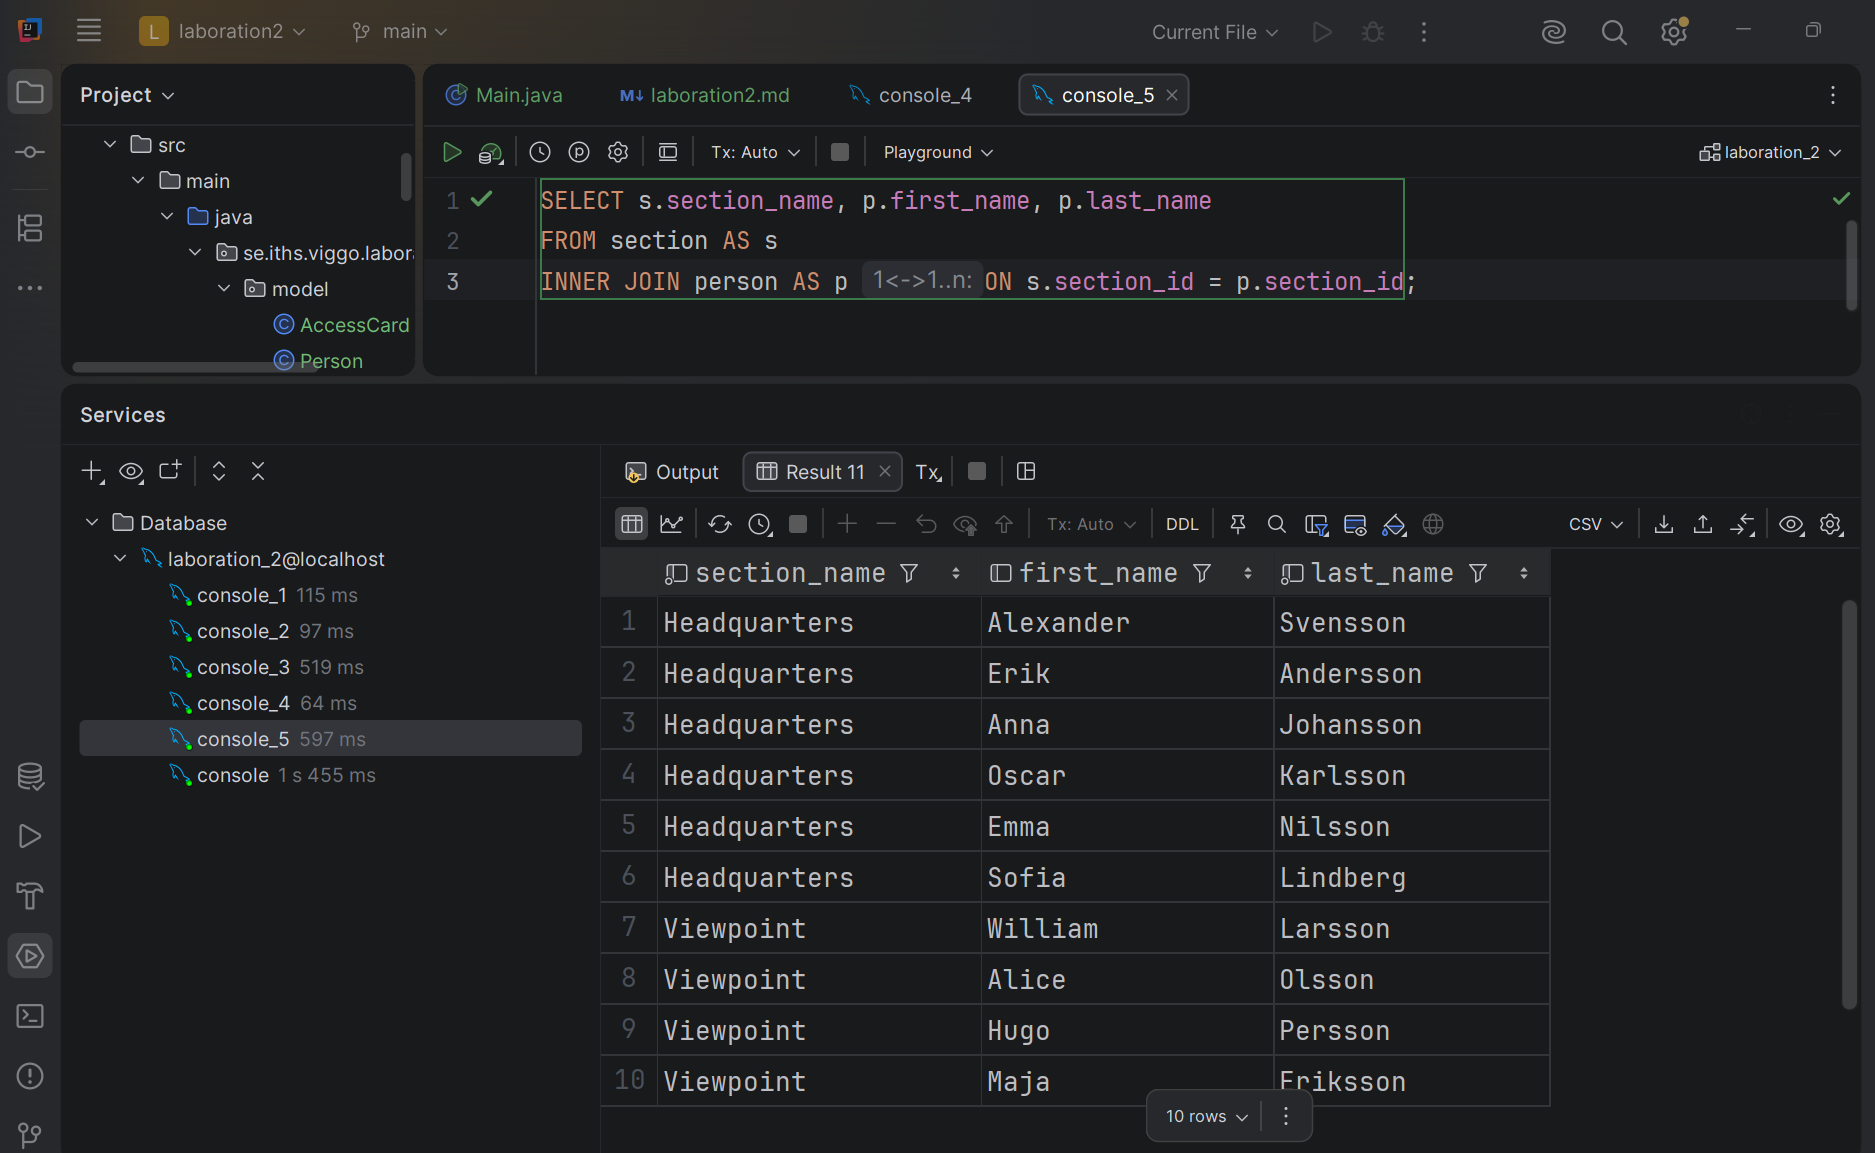 L laboration2 main Current File
Project
src
main
java
se.iths.viggo.labor
model
AccessCard
Person
Main.java laboration2.md console_4 console_5
Tx: Auto Playground laboration_2
1 SELECT s.section_name, p.first_name, p.last_name
2 FROM section AS s
3 INNER JOIN person AS p 1<->1..n: ON s.section_id = p.section_id;
Services
Database
laboration_2@localhost
console_1 115 ms
console_2 97 ms
console_3 519 ms
console_4 64 ms
console_5 597 ms
console 1 s 455 ms
Output Result 11 Tx
Tx: Auto DDL CSV
section_name first_name last_name
1 Headquarters Alexander Svensson
2 Headquarters Erik Andersson
3 Headquarters Anna Johansson
4 Headquarters Oscar Karlsson
5 Headquarters Emma Nilsson
6 Headquarters Sofia Lindberg
7 Viewpoint William Larsson
8 Viewpoint Alice Olsson
9 Viewpoint Hugo Persson
10 Viewpoint Maja Eriksson
10 rows